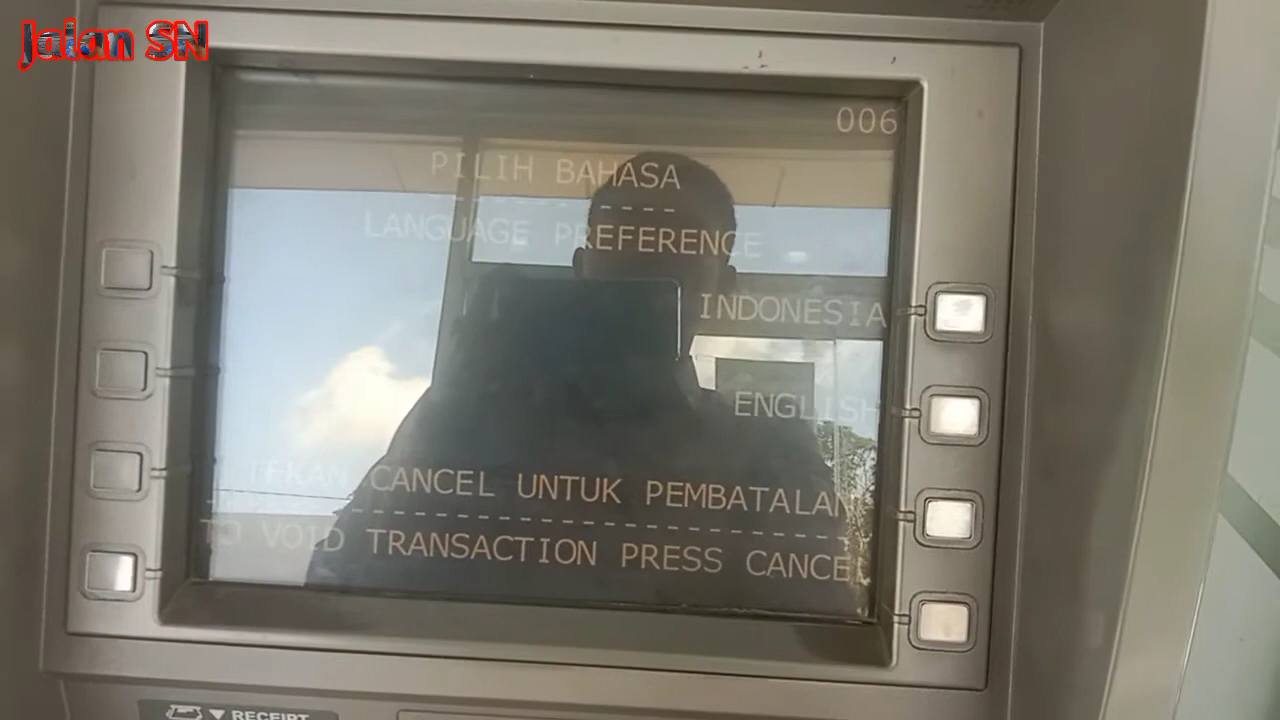 Jalan SN
006
PILIH BAHASA
LANGUAGE PREFERENCE
INDONESIA
ENGLISH
TEKAN CANCEL UNTUK PEMBATALAN
TO VOID TRANSACTION PRESS CANCEL
RECEIPT